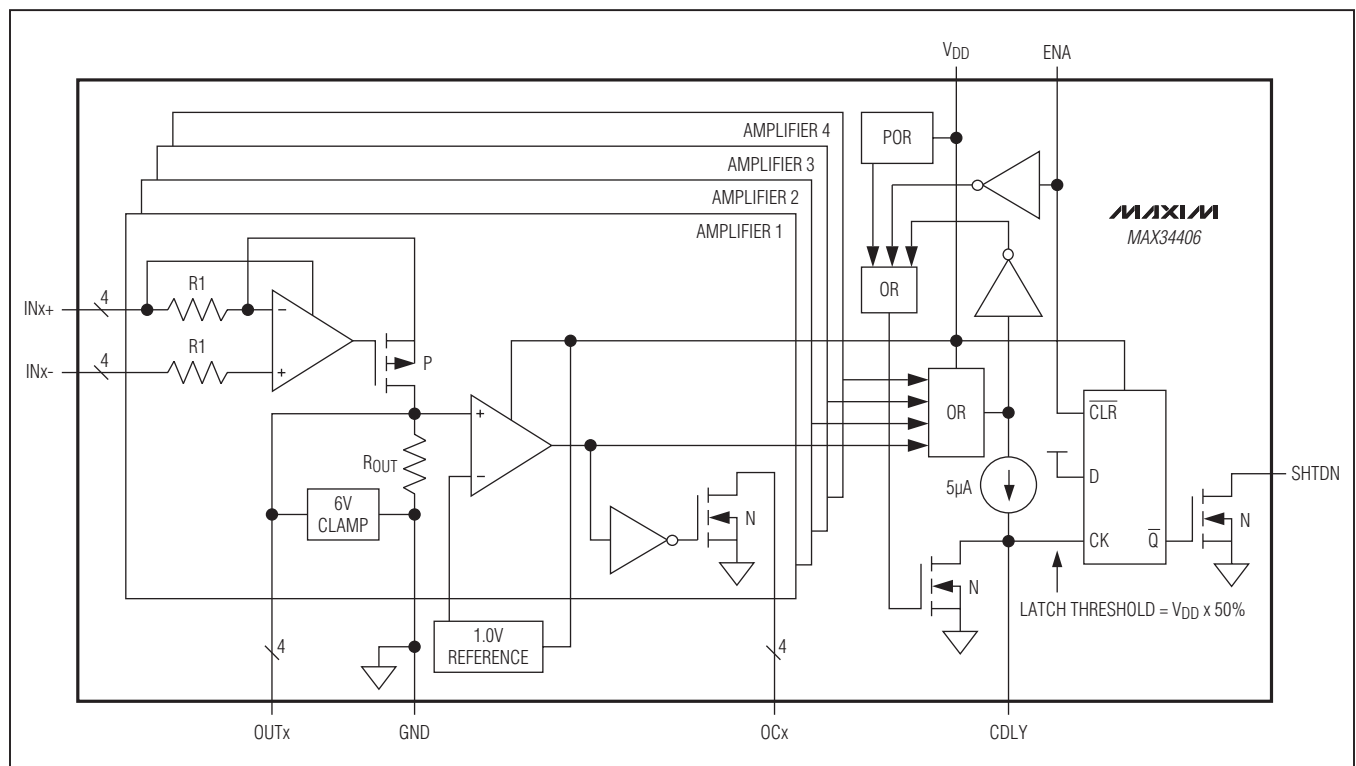 VDD
ENA
AMPLIFIER 4
AMPLIFIER 3
AMPLIFIER 2
AMPLIFIER 1
POR
MAXIM
MAX34406
OR
INx+
4
R1
−
INx-
4
R1
+
P
+
−
ROUT
6V
CLAMP
N
OR
5µA
CLR
D
CK
Q
N
SHTDN
N
LATCH THRESHOLD = VDD x 50%
1.0V
REFERENCE
4
4
OUTx
GND
OCx
CDLY